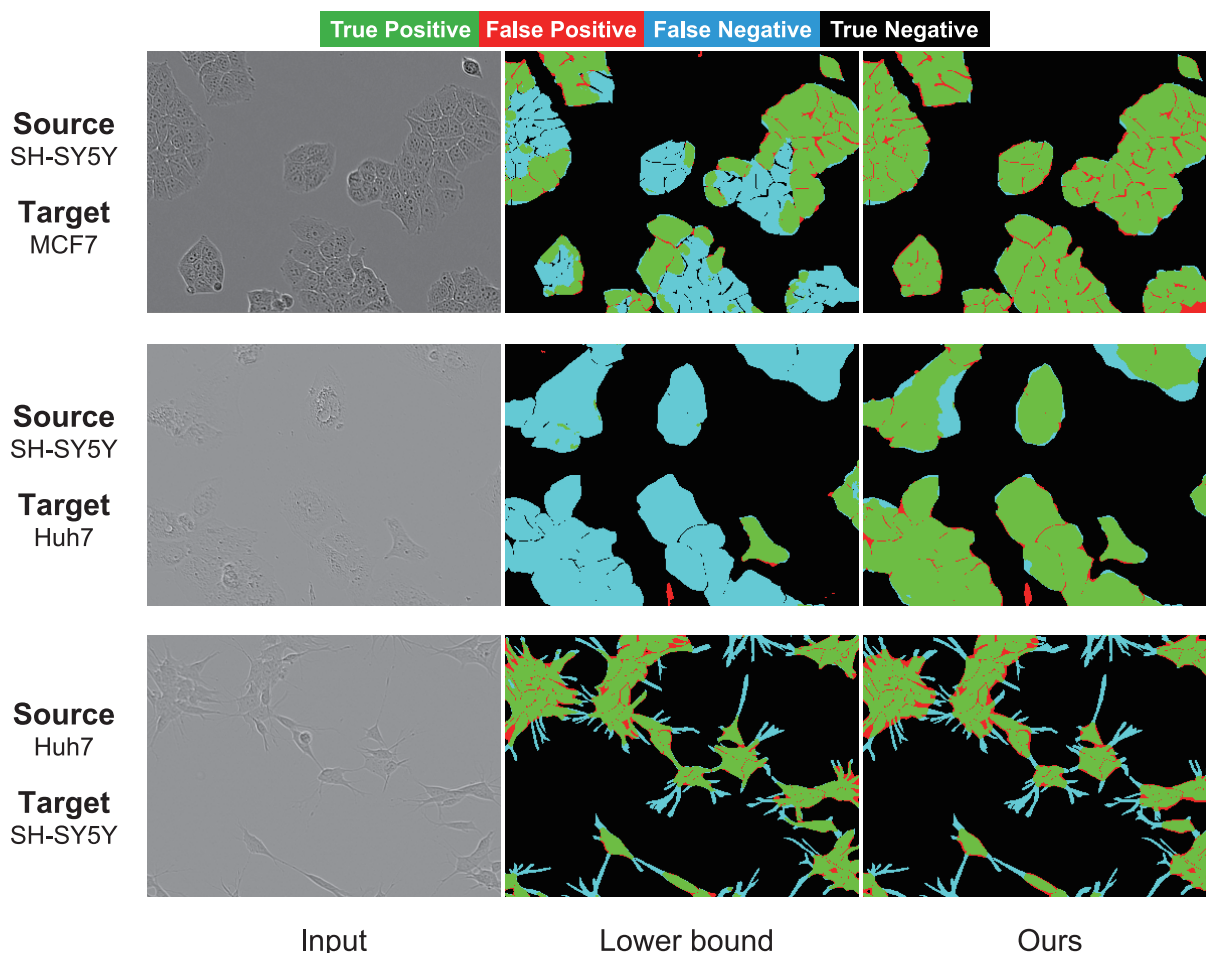 True Positive False Positive False Negative True Negative
Source
SH-SY5Y
Target
MCF7
Source
SH-SY5Y
Target
Huh7
Source
Huh7
Target
SH-SY5Y
Input Lower bound Ours